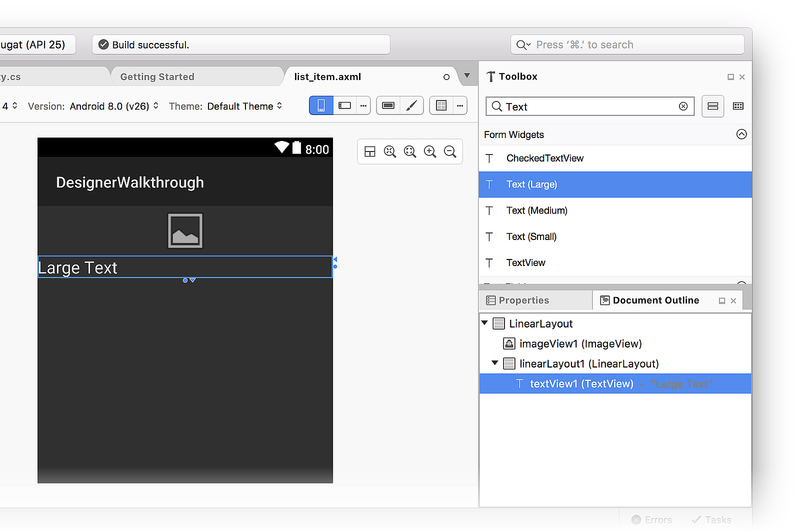 ugat (API 25)
Build successful.
Press '⌘.' to search
ty.cs
Getting Started
list_item.axml
Toolbox
4
Version: Android 8.0 (v26)
Theme: Default Theme
Text
Form Widgets
CheckedTextView
Text (Large)
Text (Medium)
Text (Small)
TextView
8:00
DesignerWalkthrough
Large Text
Properties
Document Outline
LinearLayout
imageView1 (ImageView)
linearLayout1 (LinearLayout)
textView1 (TextView) – "Large Text"
Errors
Tasks